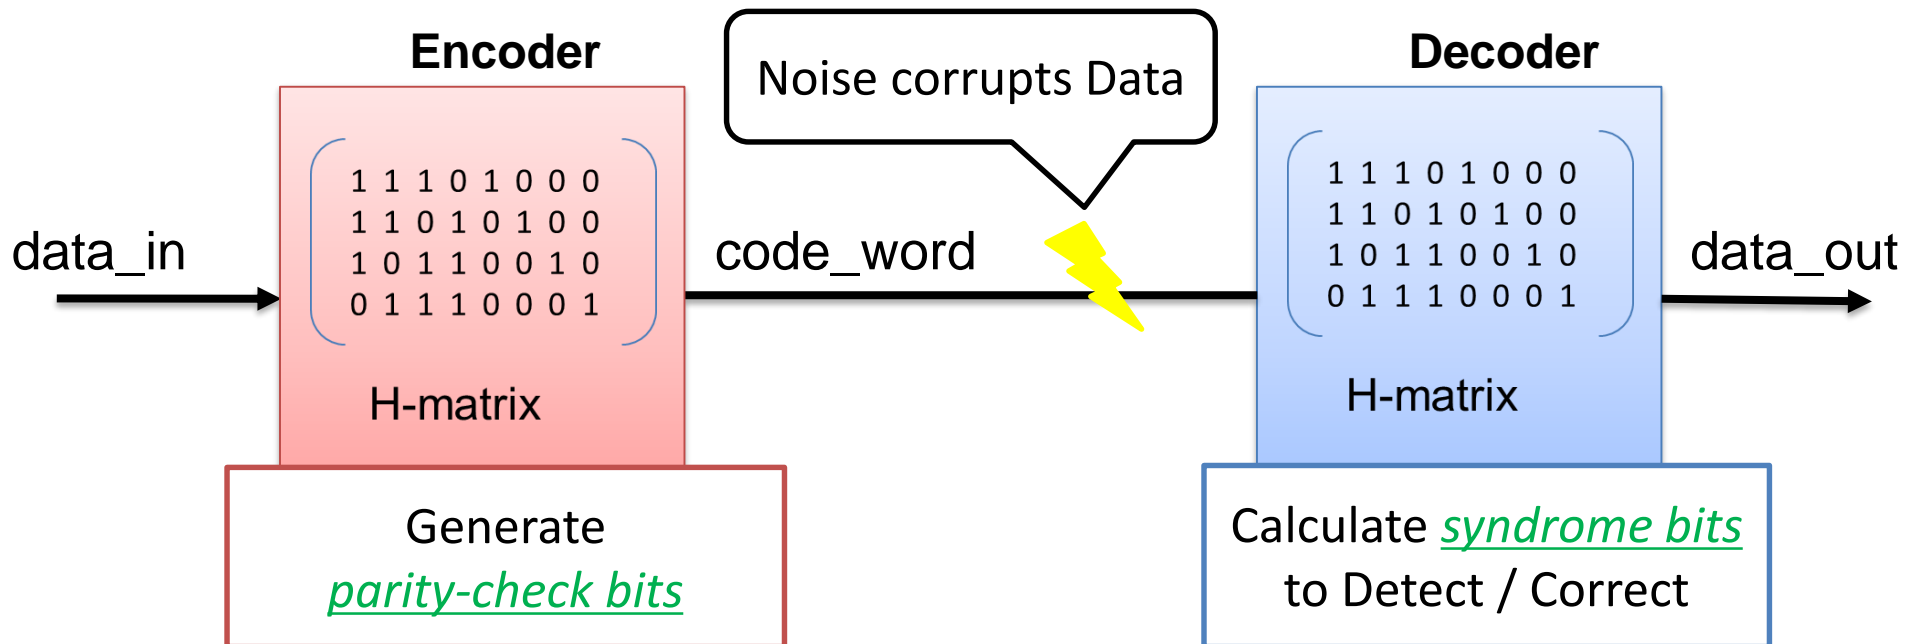 Encoder
Noise corrupts Data
Decoder
1 1 1 0 1 0 0 0
1 1 0 1 0 1 0 0
1 0 1 1 0 0 1 0
0 1 1 1 0 0 0 1
H-matrix
1 1 1 0 1 0 0 0
1 1 0 1 0 1 0 0
1 0 1 1 0 0 1 0
0 1 1 1 0 0 0 1
H-matrix
data_in
code_word
data_out
Generate
parity-check bits
Calculate syndrome bits
to Detect / Correct